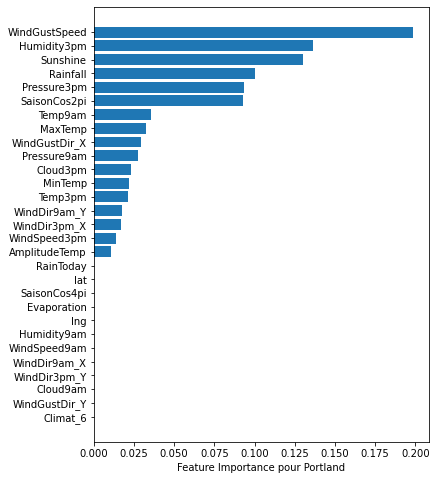 WindGustSpeed
Humidity3pm
Sunshine
Rainfall
Pressure3pm
SaisonCos2pi
Temp9am
MaxTemp
WindGustDir_X
Pressure9am
Cloud3pm
MinTemp
Temp3pm
WindDir9am_Y
WindDir3pm_X
WindSpeed3pm
AmplitudeTemp
RainToday
lat
SaisonCos4pi
Evaporation
lng
Humidity9am
WindSpeed9am
WindDir9am_X
WindDir3pm_Y
Cloud9am
WindGustDir_Y
Climat_6
0.000 0.025 0.050 0.075 0.100 0.125 0.150 0.175 0.200
Feature Importance pour Portland